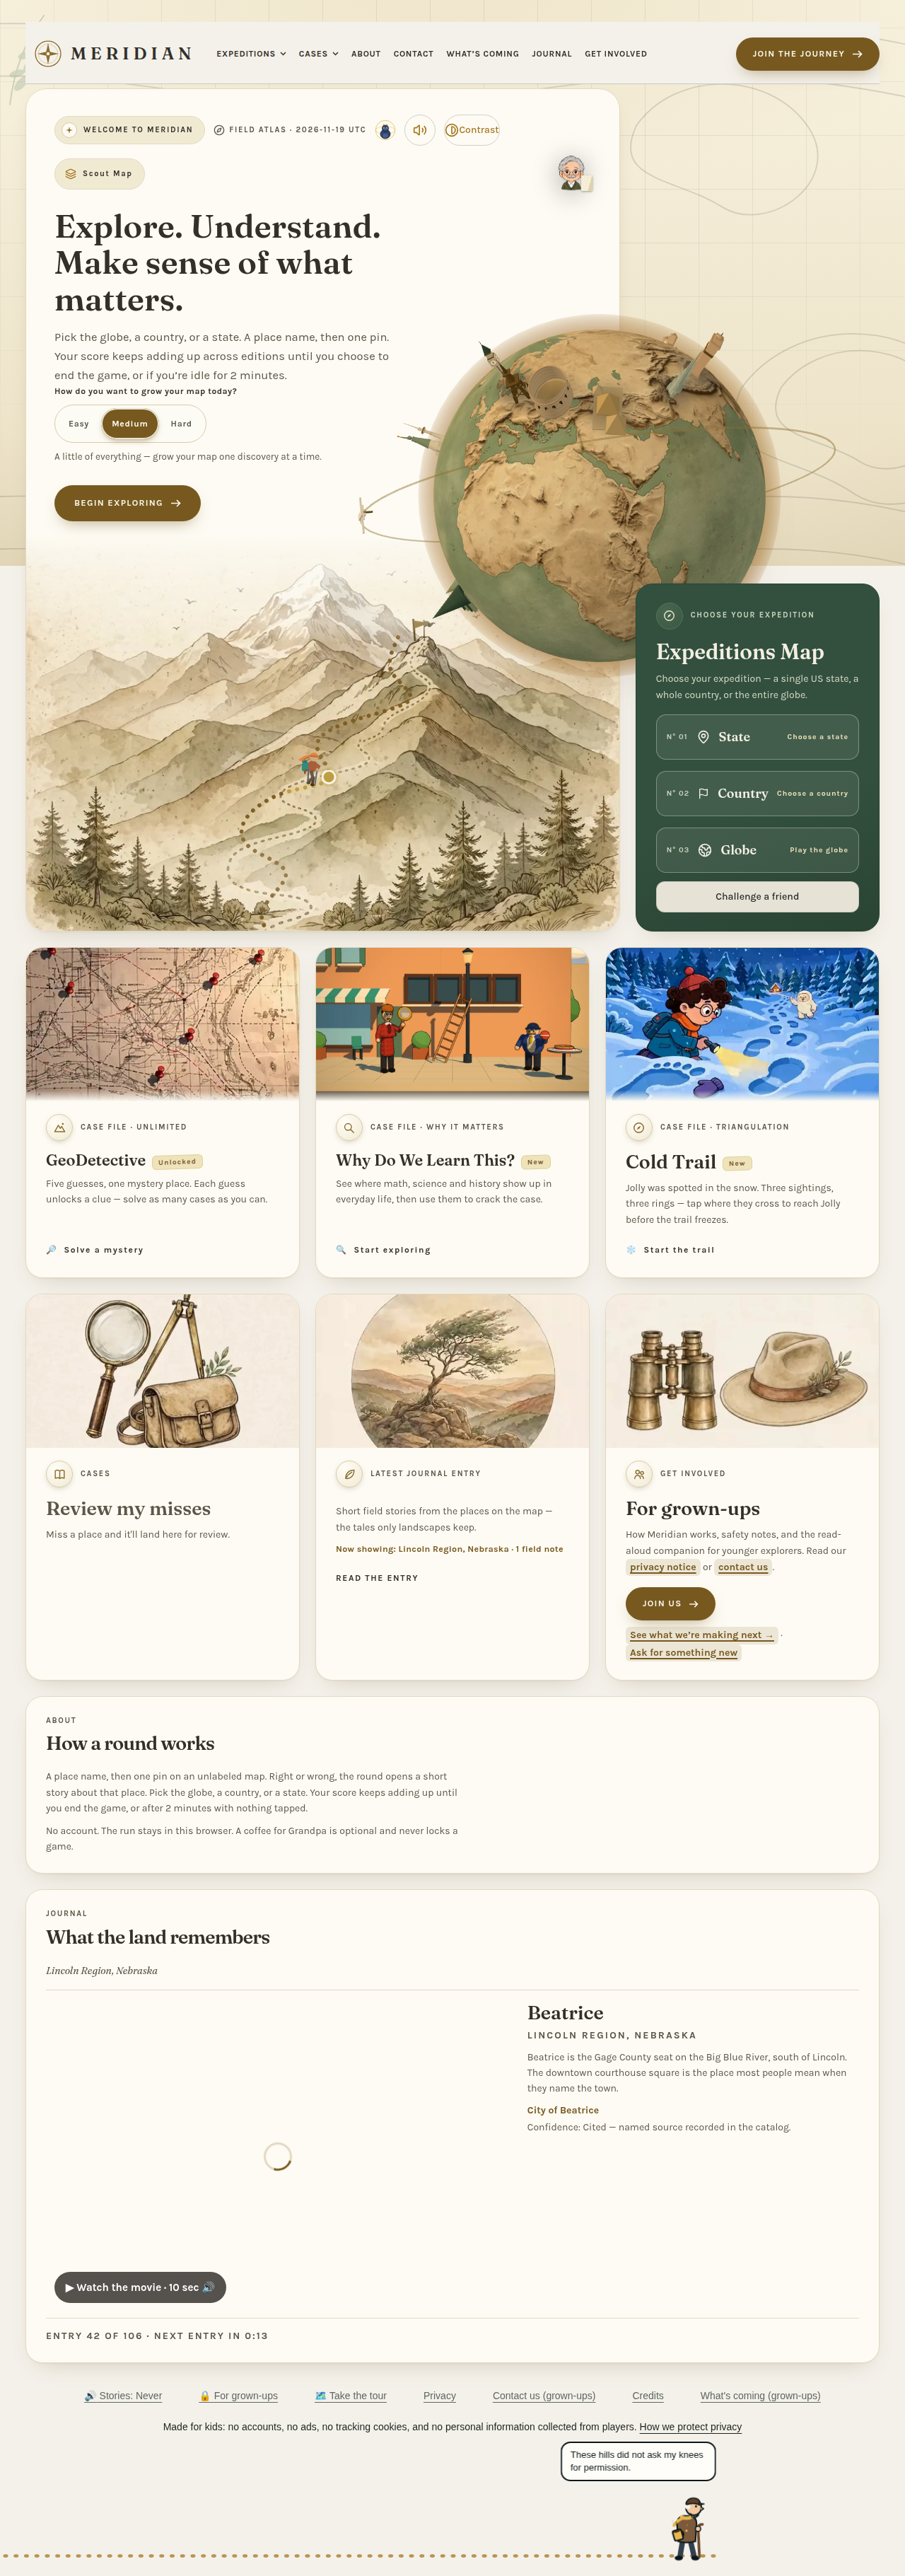 MERIDIAN
EXPEDITIONS CASES ABOUT CONTACT WHAT'S COMING JOURNAL GET INVOLVED
JOIN THE JOURNEY →
WELCOME TO MERIDIAN
FIELD ATLAS · 2026-11-19 UTC
Contrast
Scout Map
Explore. Understand.
Make sense of what
matters.
Pick the globe, a country, or a state. A place name, then one pin.
Your score keeps adding up across editions until you choose to
end the game, or if you're idle for 2 minutes.
How do you want to grow your map today?
Easy Medium Hard
A little of everything — grow your map one discovery at a time.
BEGIN EXPLORING →
CHOOSE YOUR EXPEDITION
Expeditions Map
Choose your expedition — a single US state, a
whole country, or the entire globe.
N° 01 State Choose a state
N° 02 Country Choose a country
N° 03 Globe Play the globe
Challenge a friend
CASE FILE · UNLIMITED
GeoDetective Unlocked
Five guesses, one mystery place. Each guess
unlocks a clue — solve as many cases as you can.
🔎 Solve a mystery
CASE FILE · WHY IT MATTERS
Why Do We Learn This? New
See where math, science and history show up in
everyday life, then use them to crack the case.
🔍 Start exploring
CASE FILE · TRIANGULATION
Cold Trail New
Jolly was spotted in the snow. Three sightings,
three rings — tap where they cross to reach Jolly
before the trail freezes.
❄️ Start the trail
CASES
Review my misses
Miss a place and it'll land here for review.
LATEST JOURNAL ENTRY
Short field stories from the places on the map —
the tales only landscapes keep.
Now showing: Lincoln Region, Nebraska · 1 field note
READ THE ENTRY
GET INVOLVED
For grown-ups
How Meridian works, safety notes, and the read-
aloud companion for younger explorers. Read our
privacy notice or contact us.
JOIN US →
See what we're making next → ·
Ask for something new
ABOUT
How a round works
A place name, then one pin on an unlabeled map. Right or wrong, the round opens a short
story about that place. Pick the globe, a country, or a state. Your score keeps adding up until
you end the game, or after 2 minutes with nothing tapped.
No account. The run stays in this browser. A coffee for Grandpa is optional and never locks a
game.
JOURNAL
What the land remembers
Lincoln Region, Nebraska
Beatrice
LINCOLN REGION, NEBRASKA
Beatrice is the Gage County seat on the Big Blue River, south of Lincoln.
The downtown courthouse square is the place most people mean when
they name the town.
City of Beatrice
Confidence: Cited — named source recorded in the catalog.
▶ Watch the movie · 10 sec 🔊
ENTRY 42 OF 106 · NEXT ENTRY IN 0:13
🔊 Stories: Never 🔒 For grown-ups 🗺️ Take the tour Privacy Contact us (grown-ups) Credits What's coming (grown-ups)
Made for kids: no accounts, no ads, no tracking cookies, and no personal information collected from players. How we protect privacy
These hills did not ask my knees
for permission.